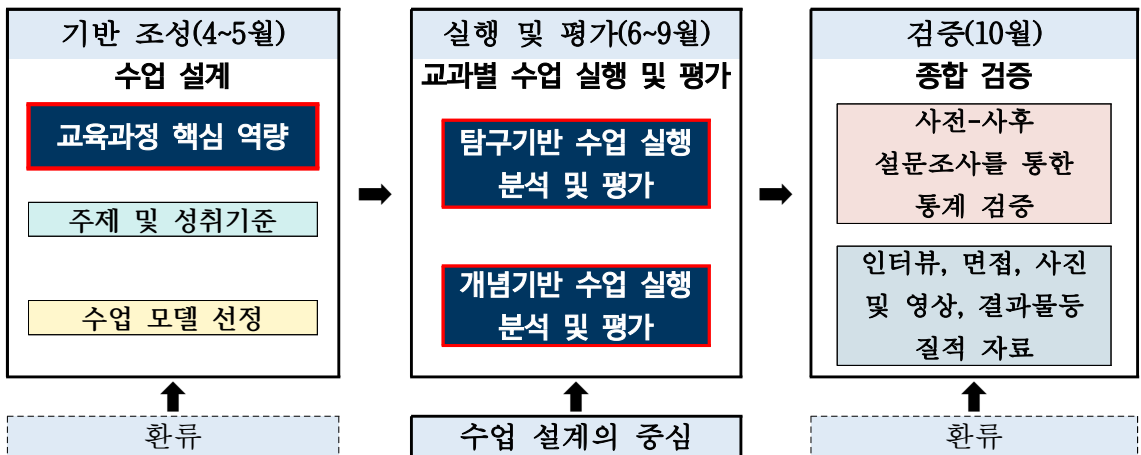 기반 조성(4~5월)
수업 설계
교육과정 핵심 역량
주제 및 성취기준
수업 모델 선정
환류
실행 및 평가(6~9월)
교과별 수업 실행 및 평가
탐구기반 수업 실행
분석 및 평가
개념기반 수업 실행
분석 및 평가
수업 설계의 중심
검증(10월)
종합 검증
사전-사후
설문조사를 통한
통계 검증
인터뷰, 면접, 사진
및 영상, 결과물등
질적 자료
환류